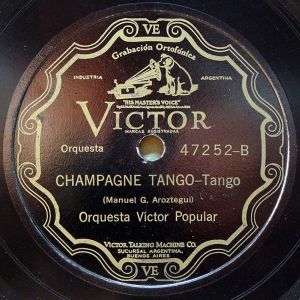 VE
Grabación Ortofónica
INDUSTRIA ARGENTINA
"HIS MASTER'S VOICE"
VICTOR
MARCAS REGISTRADAS
Orquesta 47252-B
CHAMPAGNE TANGO-Tango
(Manuel G. Aroztegui)
Orquesta Victor Popular
VICTOR TALKING MACHINE CO.
SUCURSAL ARGENTINA,
BUENOS AIRES
VE